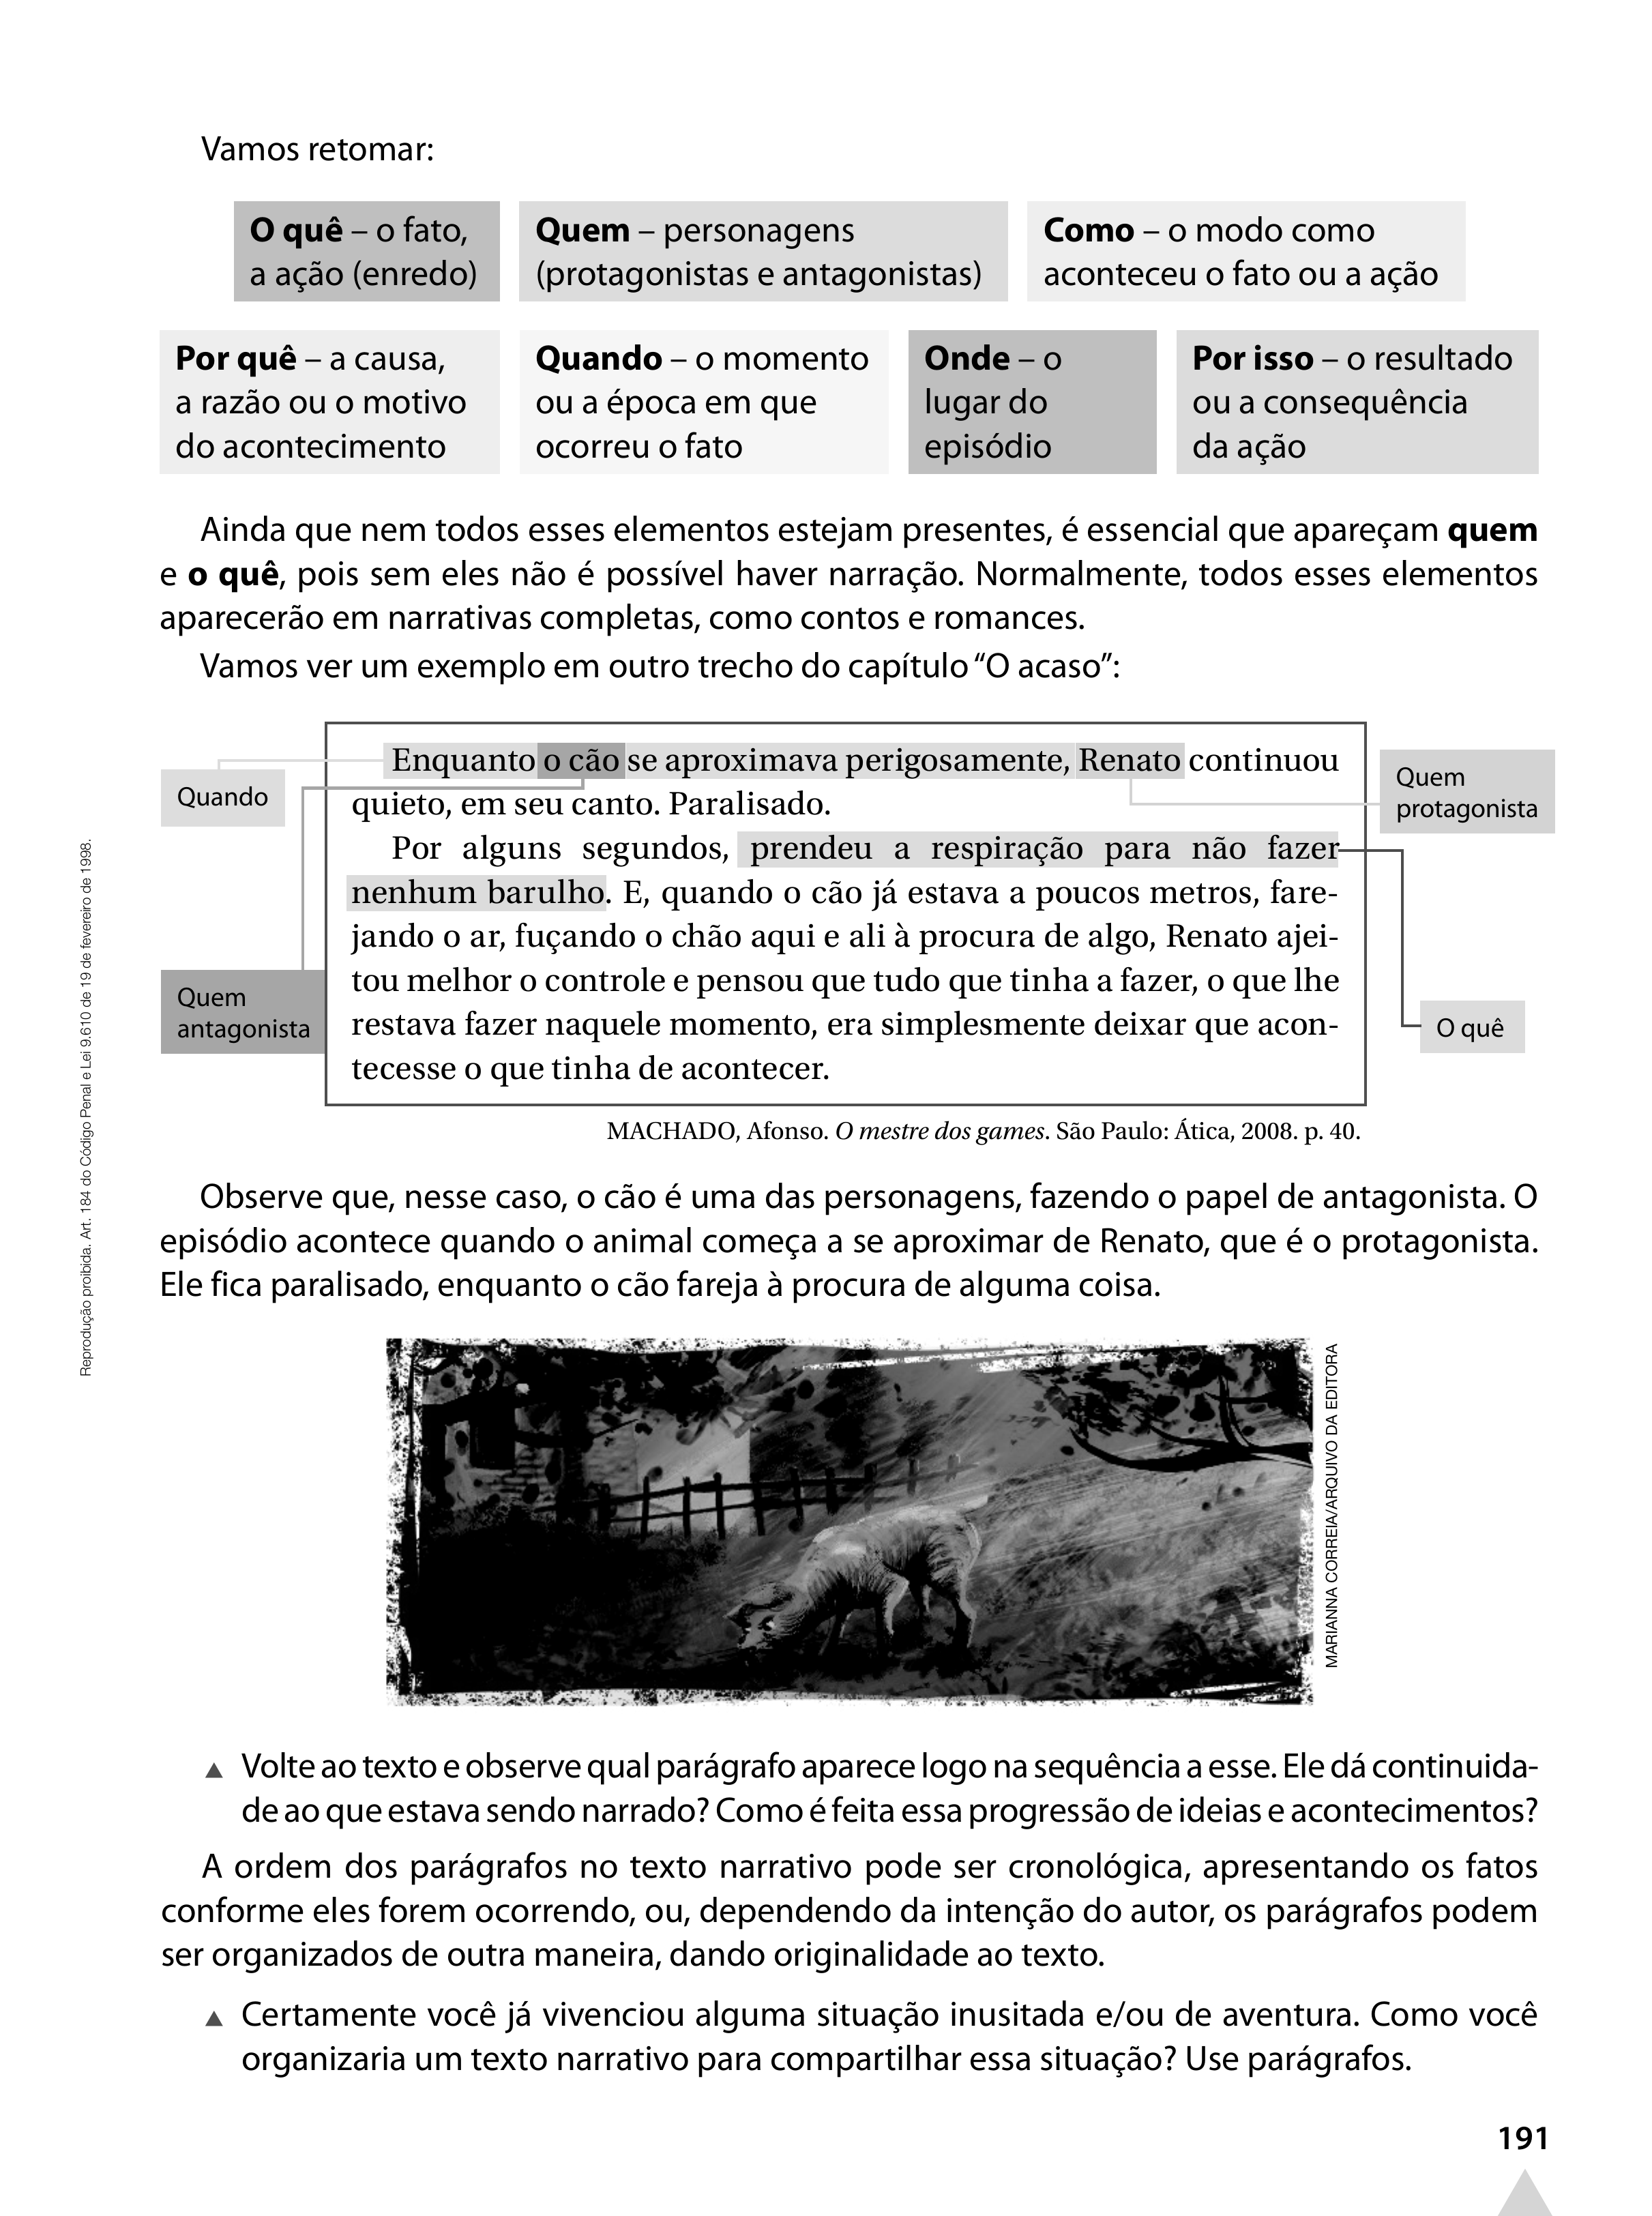 Vamos retomar:
O quê – o fato,
a ação (enredo)
Quem – personagens
(protagonistas e antagonistas)
Como – o modo como
aconteceu o fato ou a ação
Por quê – a causa,
a razão ou o motivo
do acontecimento
Quando – o momento
ou a época em que
ocorreu o fato
Onde – o
lugar do
episódio
Por isso – o resultado
ou a consequência
da ação
Ainda que nem todos esses elementos estejam presentes, é essencial que apareçam quem
e o quê, pois sem eles não é possível haver narração. Normalmente, todos esses elementos
aparecerão em narrativas completas, como contos e romances.
Vamos ver um exemplo em outro trecho do capítulo “O acaso”:
Quando
Quem
antagonista
Enquanto o cão se aproximava perigosamente, Renato continuou
quieto, em seu canto. Paralisado.
Por alguns segundos, prendeu a respiração para não fazer
nenhum barulho. E, quando o cão já estava a poucos metros, fare-
jando o ar, fuçando o chão aqui e ali à procura de algo, Renato ajei-
tou melhor o controle e pensou que tudo que tinha a fazer, o que lhe
restava fazer naquele momento, era simplesmente deixar que acon-
tecesse o que tinha de acontecer.
Quem
protagonista
O quê
MACHADO, Afonso. O mestre dos games. São Paulo: Ática, 2008. p. 40.
Observe que, nesse caso, o cão é uma das personagens, fazendo o papel de antagonista. O
episódio acontece quando o animal começa a se aproximar de Renato, que é o protagonista.
Ele fica paralisado, enquanto o cão fareja à procura de alguma coisa.
MARIANNA CORREIA/ARQUIVO DA EDITORA
▲ Volte ao texto e observe qual parágrafo aparece logo na sequência a esse. Ele dá continuida-
de ao que estava sendo narrado? Como é feita essa progressão de ideias e acontecimentos?
A ordem dos parágrafos no texto narrativo pode ser cronológica, apresentando os fatos
conforme eles forem ocorrendo, ou, dependendo da intenção do autor, os parágrafos podem
ser organizados de outra maneira, dando originalidade ao texto.
▲ Certamente você já vivenciou alguma situação inusitada e/ou de aventura. Como você
organizaria um texto narrativo para compartilhar essa situação? Use parágrafos.
Reprodução proibida. Art. 184 do Código Penal e Lei 9.610 de 19 de fevereiro de 1998.
191